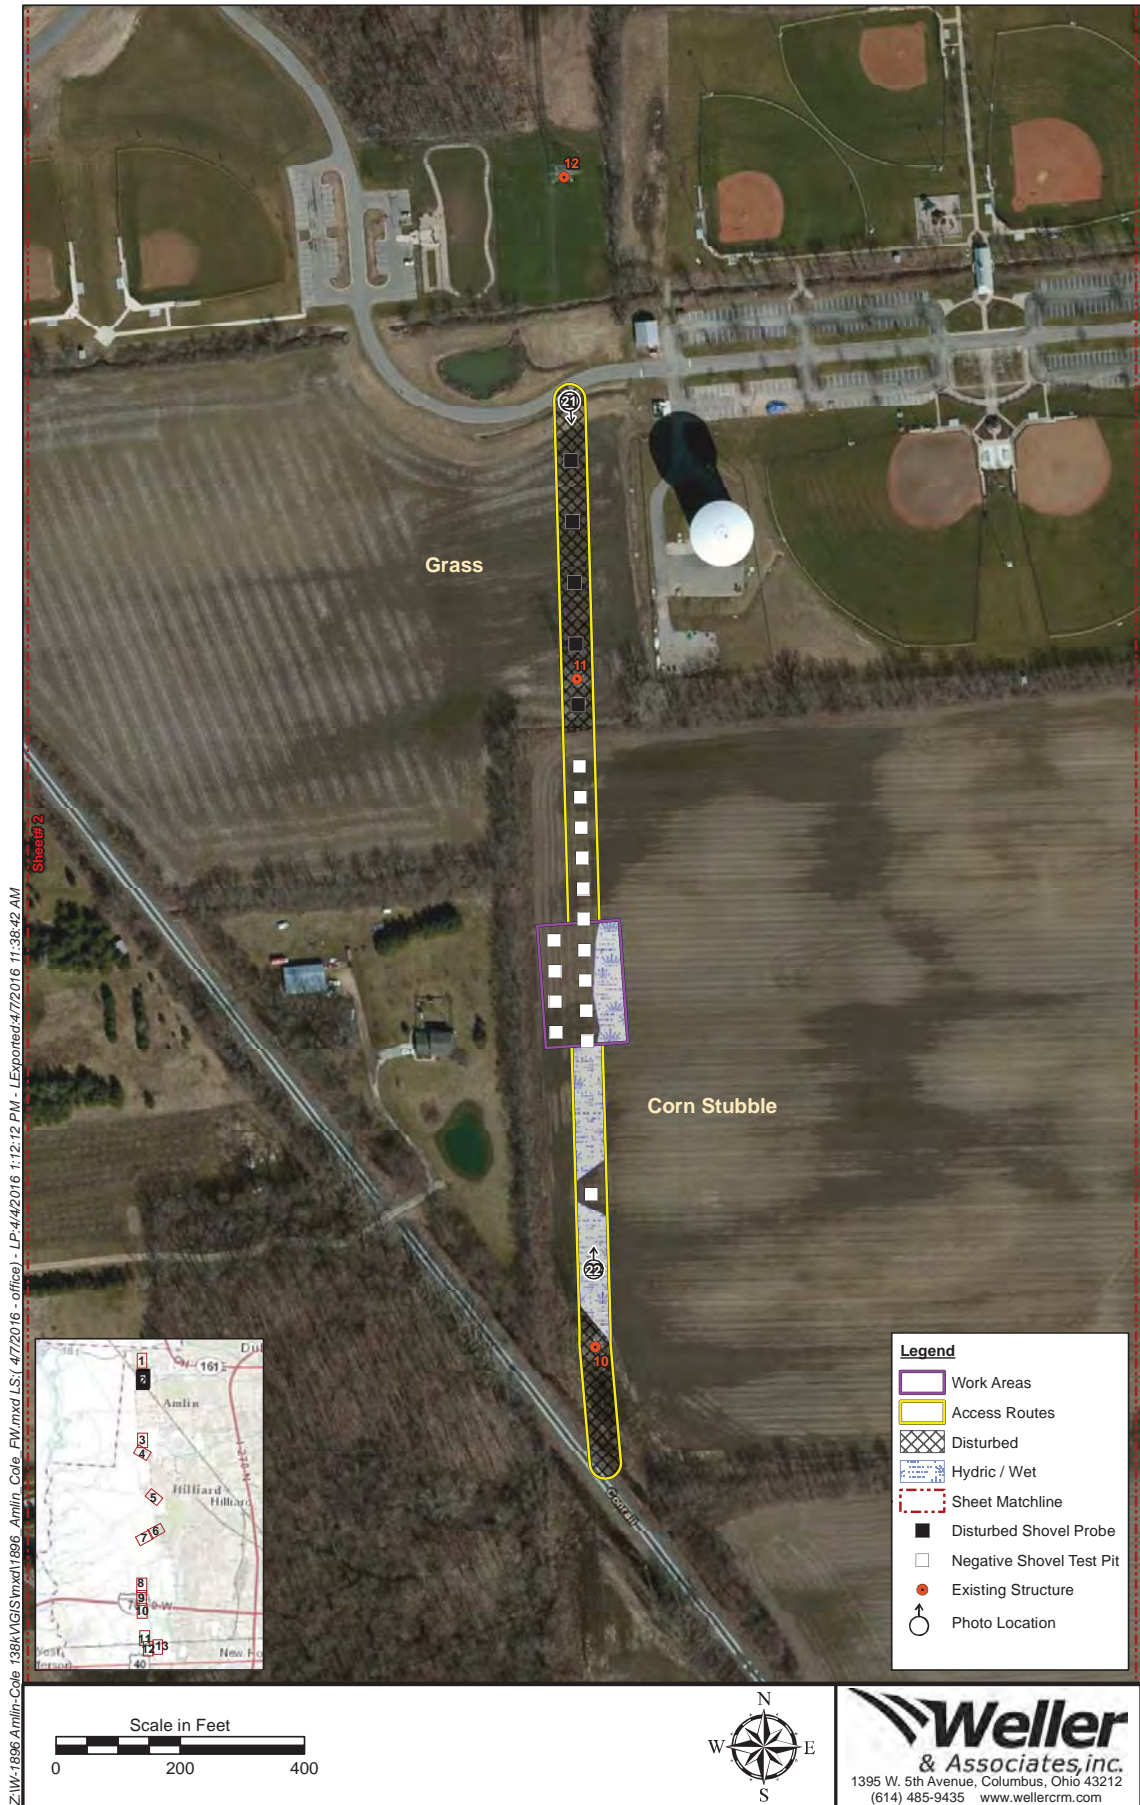 12
21
Grass
11
Sheet# 2
Corn Stubble
22
10
Conrail
Z:\W-1896 Amlin-Cole 138kV\GIS\mxd\1896_Amlin_Cole_FW.mxd LS:( 4/7/2016 - office) - LP:4/4/2016 1:12:12 PM - LExported:4/7/2016 11:38:42 AM
1
161
2
Amlin
3
4
I 270 N
Hilliard
Hilliard
5
6
7
8
9
10
11
12
13
40
Legend
Work Areas
Access Routes
Disturbed
Hydric / Wet
Sheet Matchline
Disturbed Shovel Probe
Negative Shovel Test Pit
Existing Structure
Photo Location
Scale in Feet
0 200 400
N
W E
S
Weller
& Associates, inc.
1395 W. 5th Avenue, Columbus, Ohio 43212
(614) 485-9435 www.wellercrm.com